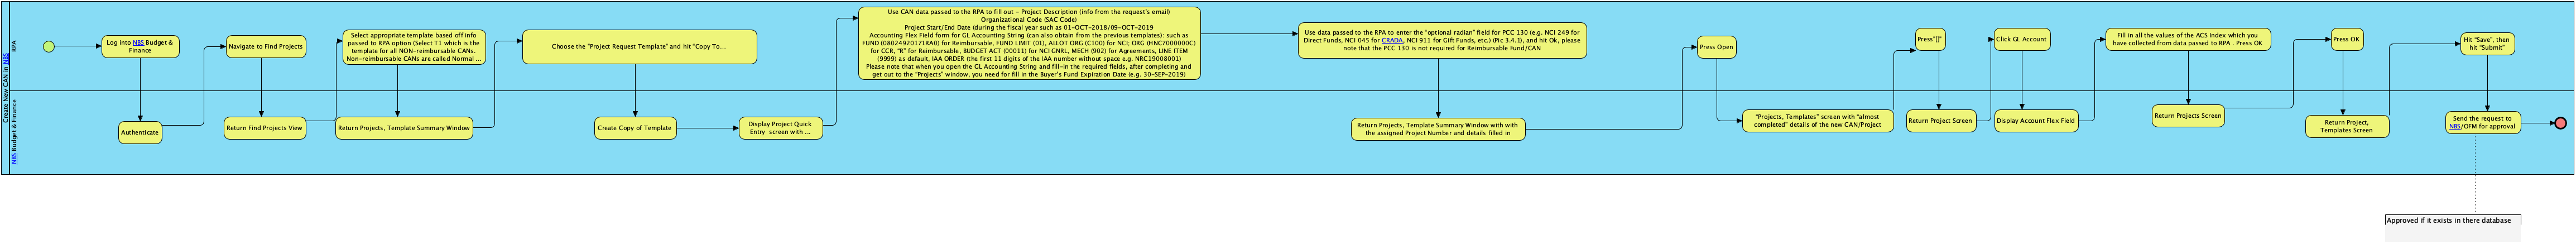 Create New CAN in NBS
RPA
Log into NBS Budget &
Finance
Authenticate
Navigate to Find Projects
Return Find Projects View
Select appropriate template based off info
passed to RPA option (Select T1 which is the
template for all NON-reimbursable CANs.
Non-reimbursable CANs are called Normal ...
Return Projects, Template Summary Window
Choose the "Project Request Template" and hit "Copy To...
Create Copy of Template
Display Project Quick
Entry screen with ...
Use CAN data passed to the RPA to fill out - Project Description (info from the request's email)
Organizational Code (SAC Code)
Project Start/End Date (during the fiscal year such as 01-OCT-2018/09-OCT-2019
Accounting Flex Field form for GL Accounting String (can also obtain from the previous templates): such as
FUND (08024920171RA0) for Reimbursable, FUND LIMIT (01), ALLOT ORG (C100) for NCI; ORG (HNC7000000C)
for CCR, "R" for Reimbursable, BUDGET ACT (00011) for NCI GNRL, MECH (902) for Agreements, LINE ITEM
(9999) as default, IAA ORDER (the first 11 digits of the IAA number without space e.g. NRC19008001)
Please note that when you open the GL Accounting String and fill-in the required fields, after completing and
get out to the "Projects" window, you need for fill in the Buyer's Fund Expiration Date (e.g. 30-SEP-2019)
Use data passed to the RPA to enter the "optional radian" field for PCC 130 (e.g. NCI 249 for
Direct Funds, NCI 045 for CRADA, NCI 911 for Gift Funds, etc.) (Pic 3.4.1), and hit Ok, please
note that the PCC 130 is not required for Reimbursable Fund/CAN
Return Projects, Template Summary Window with with
the assigned Project Number and details filled in
Press Open
"Projects, Templates" screen with "almost
completed" details of the new CAN/Project
Press"[]"
Return Project Screen
Click GL Account
Display Account Flex Field
Fill in all the values of the ACS Index which you
have collected from data passed to RPA . Press OK
Return Projects Screen
Press OK
Return Project,
Templates Screen
Hit "Save", then
hit "Submit"
Send the request to
NBS/OFM for approval
NBS Budget & Finance
Approved if it exists in there database